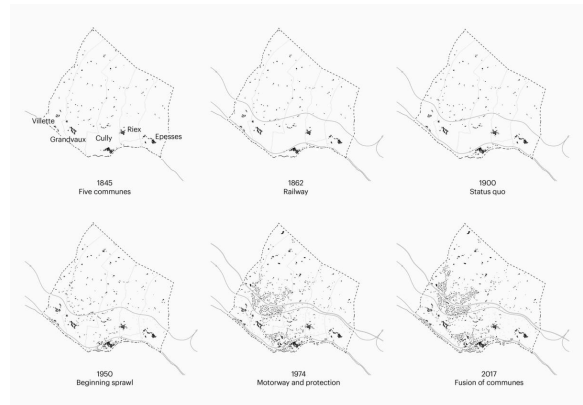 Villette
Grandvaux
Cully
Riex
Epesses
1845
Five communes
1862
Railway
1900
Status quo
1950
Beginning sprawl
1974
Motorway and protection
2017
Fusion of communes